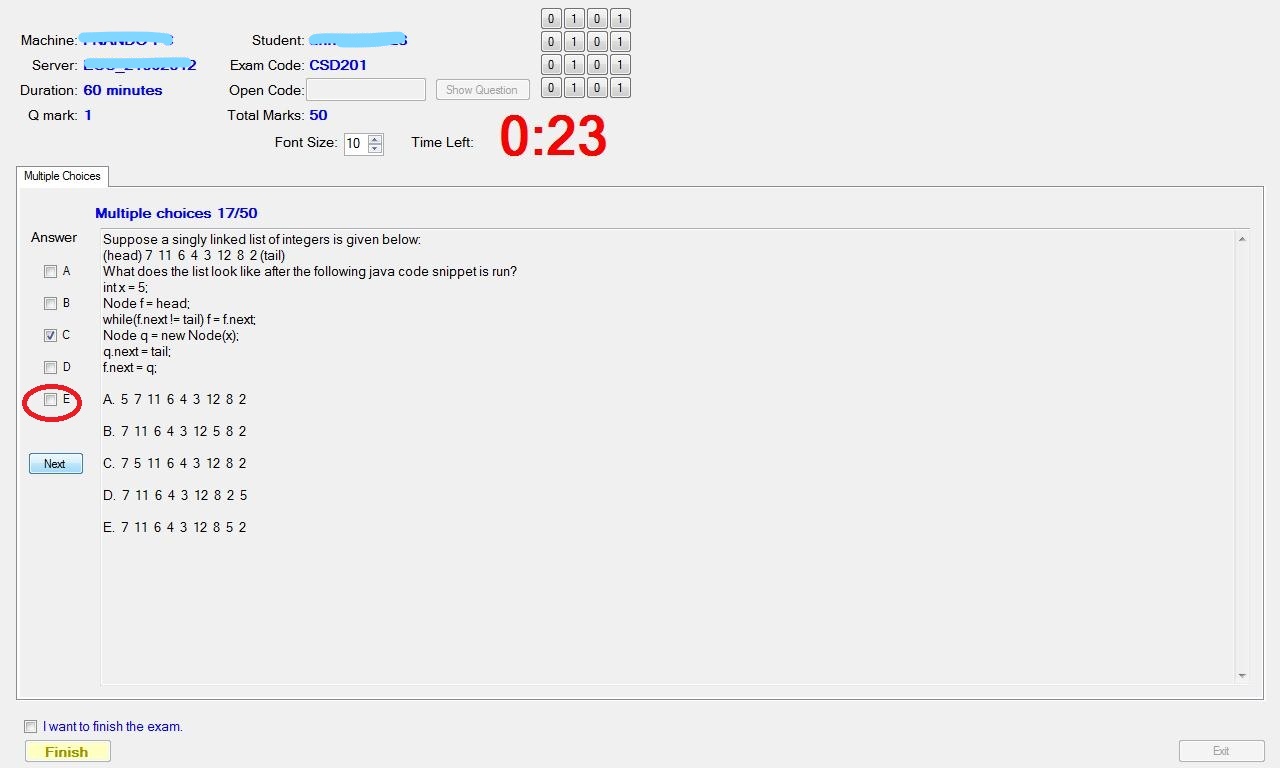 0 1 0 1
Machine: Student:
0 1 0 1
Server: Exam Code: CSD201
0 1 0 1
Duration: 60 minutes Open Code: Show Question
0 1 0 1
Q mark: 1 Total Marks: 50
Font Size: 10 Time Left: 0:23
Multiple Choices
Multiple choices 17/50
Answer
Suppose a singly linked list of integers is given below:
(head) 7 11 6 4 3 12 8 2 (tail)
A
What does the list look like after the following java code snippet is run?
int x = 5;
B
Node f = head;
while(f.next != tail) f = f.next;
C
Node q = new Node(x);
q.next = tail;
D
f.next = q;
E
A. 5 7 11 6 4 3 12 8 2
B. 7 11 6 4 3 12 5 8 2
Next
C. 7 5 11 6 4 3 12 8 2
D. 7 11 6 4 3 12 8 2 5
E. 7 11 6 4 3 12 8 5 2
I want to finish the exam.
Finish
Exit